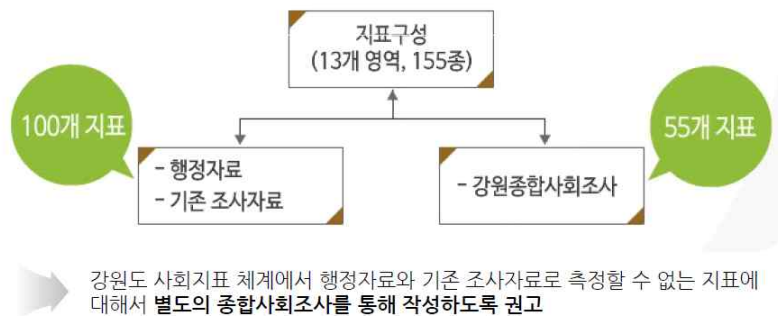 지표구성
(13개 영역, 155종)
100개 지표
55개 지표
- 행정자료
- 기존 조사자료
- 강원종합사회조사
강원도 사회지표 체계에서 행정자료와 기존 조사자료로 측정할 수 없는 지표에
대해서 별도의 종합사회조사를 통해 작성하도록 권고